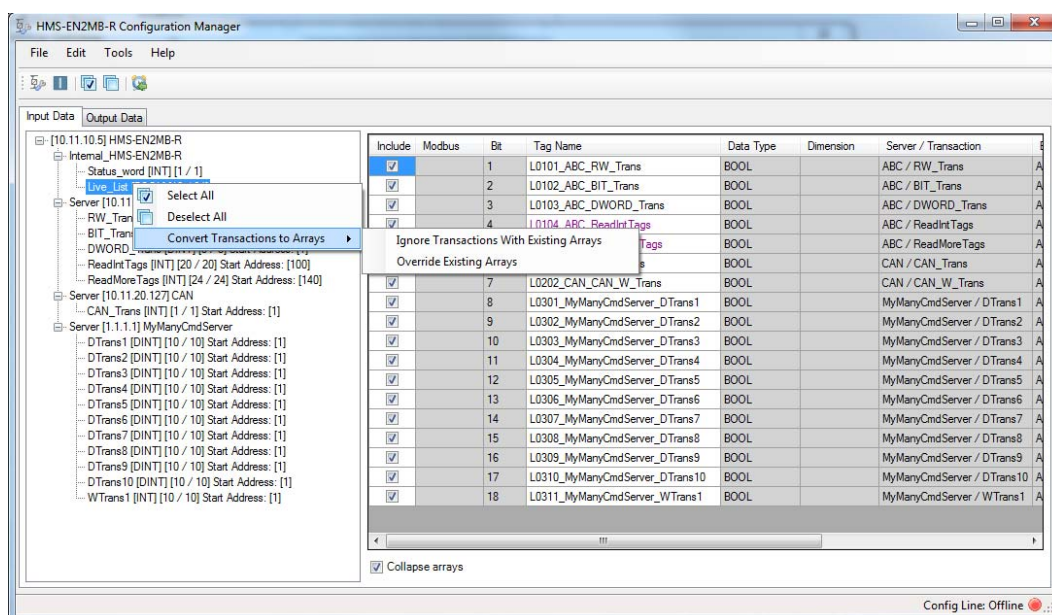 HMS-EN2MB-R Configuration Manager
File Edit Tools Help
Input Data Output Data
[10.11.10.5] HMS-EN2MB-R
Internal_HMS-EN2MB-R
Status_word [INT] [1 / 1]
Live_List
Server [10.11
RW_Tran
BIT_Trans
DWORD_
ReadIntTags [INT] [20 / 20] Start Address: [100]
ReadMoreTags [INT] [24 / 24] Start Address: [140]
Server [10.11.20.127] CAN
CAN_Trans [INT] [1 / 1] Start Address: [1]
Server [1.1.1.1] MyManyCmdServer
DTrans1 [DINT] [10 / 10] Start Address: [1]
DTrans2 [DINT] [10 / 10] Start Address: [1]
DTrans3 [DINT] [10 / 10] Start Address: [1]
DTrans4 [DINT] [10 / 10] Start Address: [1]
DTrans5 [DINT] [10 / 10] Start Address: [1]
DTrans6 [DINT] [10 / 10] Start Address: [1]
DTrans7 [DINT] [10 / 10] Start Address: [1]
DTrans8 [DINT] [10 / 10] Start Address: [1]
DTrans9 [DINT] [10 / 10] Start Address: [1]
DTrans10 [DINT] [10 / 10] Start Address: [1]
WTrans1 [INT] [10 / 10] Start Address: [1]
Select All
Deselect All
Convert Transactions to Arrays
Ignore Transactions With Existing Arrays
Override Existing Arrays
Include Modbus Bit Tag Name Data Type Dimension Server / Transaction
1 L0101_ABC_RW_Trans BOOL ABC / RW_Trans A
2 L0102_ABC_BIT_Trans BOOL ABC / BIT_Trans A
3 L0103_ABC_DWORD_Trans BOOL ABC / DWORD_Trans A
4 L0104_ABC_ReadIntTags BOOL ABC / ReadIntTags A
Tags BOOL ABC / ReadMoreTags A
s BOOL CAN / CAN_Trans A
7 L0202_CAN_CAN_W_Trans BOOL CAN / CAN_W_Trans A
8 L0301_MyManyCmdServer_DTrans1 BOOL MyManyCmdServer / DTrans1 A
9 L0302_MyManyCmdServer_DTrans2 BOOL MyManyCmdServer / DTrans2 A
10 L0303_MyManyCmdServer_DTrans3 BOOL MyManyCmdServer / DTrans3 A
11 L0304_MyManyCmdServer_DTrans4 BOOL MyManyCmdServer / DTrans4 A
12 L0305_MyManyCmdServer_DTrans5 BOOL MyManyCmdServer / DTrans5 A
13 L0306_MyManyCmdServer_DTrans6 BOOL MyManyCmdServer / DTrans6 A
14 L0307_MyManyCmdServer_DTrans7 BOOL MyManyCmdServer / DTrans7 A
15 L0308_MyManyCmdServer_DTrans8 BOOL MyManyCmdServer / DTrans8 A
16 L0309_MyManyCmdServer_DTrans9 BOOL MyManyCmdServer / DTrans9 A
17 L0310_MyManyCmdServer_DTrans10 BOOL MyManyCmdServer / DTrans10 A
18 L0311_MyManyCmdServer_WTrans1 BOOL MyManyCmdServer / WTrans1 A
Collapse arrays
Config Line: Offline